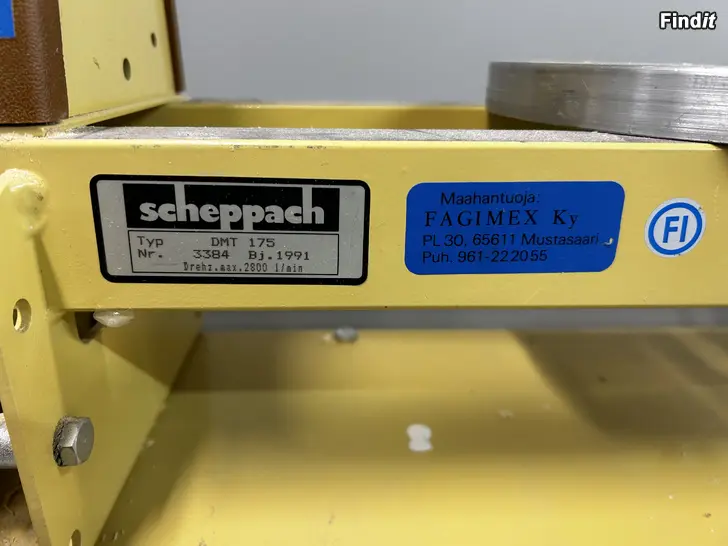 Findit
scheppach
Typ DMT 175
Nr. 3384 Bj.1991
Drehz.max.2800 1/min
Maahantuoja:
FAGIMEX Ky
PL 30, 65611 Mustasaari
Puh. 961-222055
FI